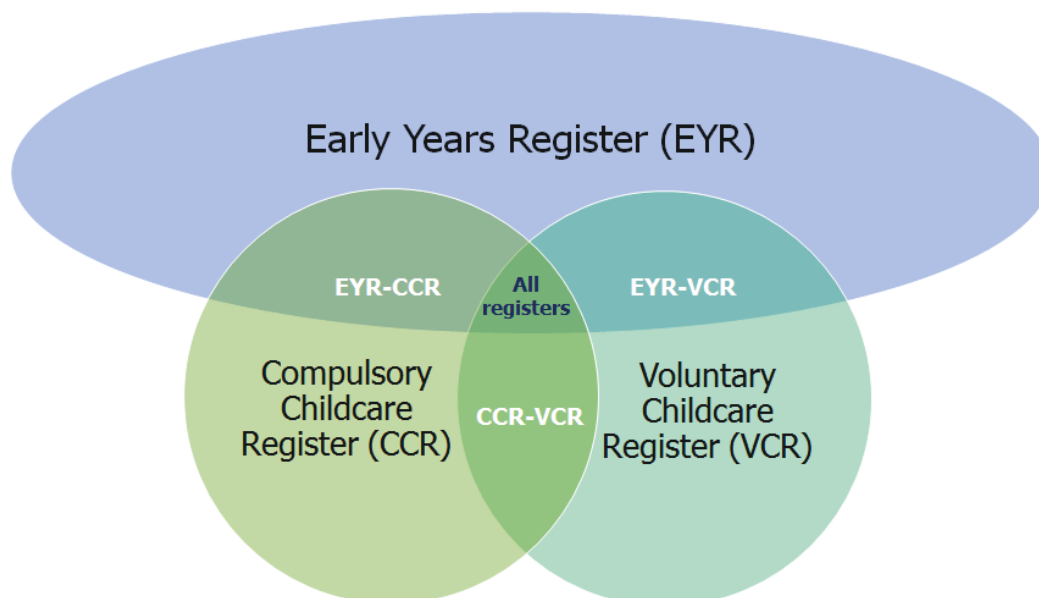 Early Years Register (EYR)
EYR-CCR
All
registers
EYR-VCR
Compulsory
Childcare
Register (CCR)
CCR-VCR
Voluntary
Childcare
Register (VCR)